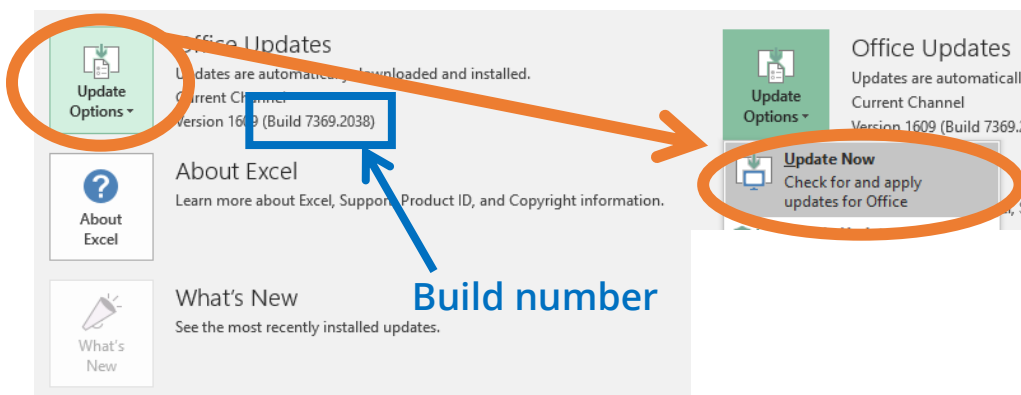 Update
Options
Office Updates
Updates are automatically downloaded and installed.
Current Channel
Version 1609 (Build 7369.2038)
About
Excel
About Excel
Learn more about Excel, Support, Product ID, and Copyright information.
What's
New
What's New
See the most recently installed updates.
Build number
Update
Options
Office Updates
Updates are automaticall
Current Channel
Version 1609 (Build 7369.2
Update Now
Check for and apply
updates for Office